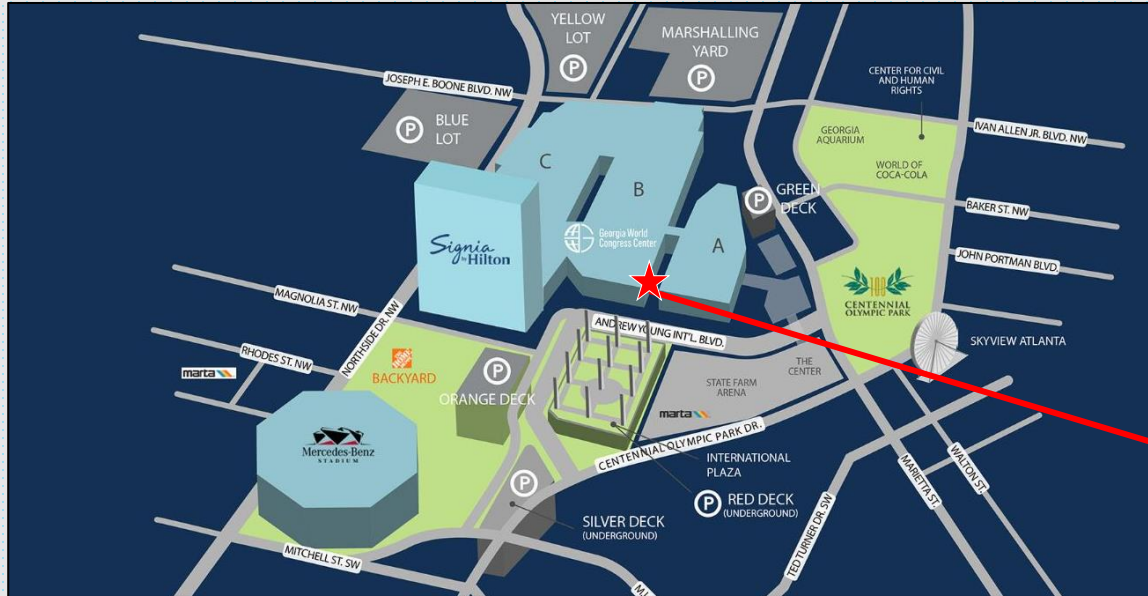 YELLOW
LOT
P
MARSHALLING
YARD
P
CENTER FOR CIVIL
AND HUMAN
RIGHTS
JOSEPH E. BOONE BLVD. NW
P
BLUE
LOT
GEORGIA
AQUARIUM
IVAN ALLEN JR. BLVD. NW
WORLD OF
COCA-COLA
C
B
A
P
GREEN
DECK
BAKER ST. NW
Georgia World
Congress Center
Signia
by Hilton
JOHN PORTMAN BLVD.
100
CENTENNIAL
OLYMPIC PARK
MAGNOLIA ST. NW
NORTHSIDE DR. NW
ANDREW YOUNG INT'L. BLVD.
SKYVIEW ATLANTA
RHODES ST. NW
marta
THE HOME DEPOT
BACKYARD
P
ORANGE DECK
THE
CENTER
STATE FARM
ARENA
marta
Mercedes-Benz
STADIUM
CENTENNIAL OLYMPIC PARK DR.
INTERNATIONAL
PLAZA
P
RED DECK
(UNDERGROUND)
P
SILVER DECK
(UNDERGROUND)
MARIETTA ST.
WALTON ST.
TED TURNER DR. SW
MITCHELL ST. SW